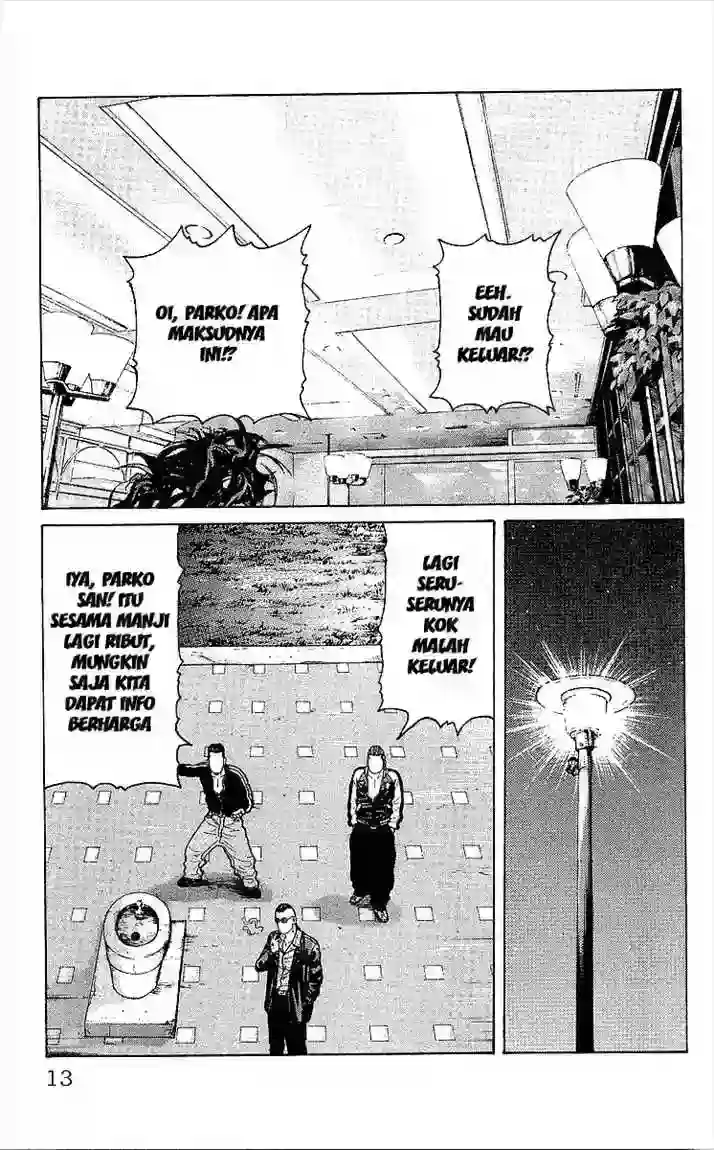 EEH.
SUDAH
MAU
KELUAR!?
OI, PARKO! APA
MAKSUDNYA
INI!?
LAGI
SERU-
SERUNYA
KOK
MALAH
KELUAR!
IYA, PARKO
SAN! ITU
SESAMA MANJI
LAGI RIBUT,
MUNGKIN
SAJA KITA
DAPAT INFO
BERHARGA
13